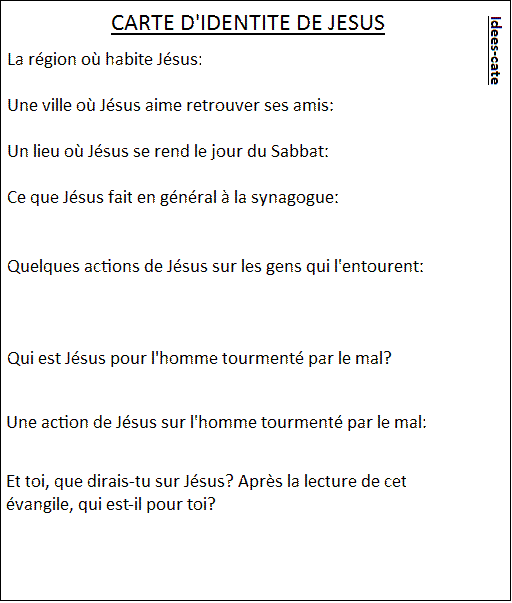 CARTE D'IDENTITE DE JESUS
Idees-cate
La région où habite Jésus:
Une ville où Jésus aime retrouver ses amis:
Un lieu où Jésus se rend le jour du Sabbat:
Ce que Jésus fait en général à la synagogue:
Quelques actions de Jésus sur les gens qui l'entourent:
Qui est Jésus pour l'homme tourmenté par le mal?
Une action de Jésus sur l'homme tourmenté par le mal:
Et toi, que dirais-tu sur Jésus? Après la lecture de cet
évangile, qui est-il pour toi?